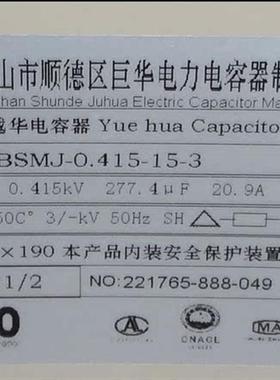 山市顺德区巨华电力电容器制
han Shunde Juhua Electric Capacitor Ma
越华电容器 Yue hua Capacito
BSMJ-0.415-15-3
0.415kV 277.4μF 20.9A
50C° 3/-kV 50Hz SH
×190 本产品内装安全保护装置
1/2 NO:221765-888-049
CNAGL
MA